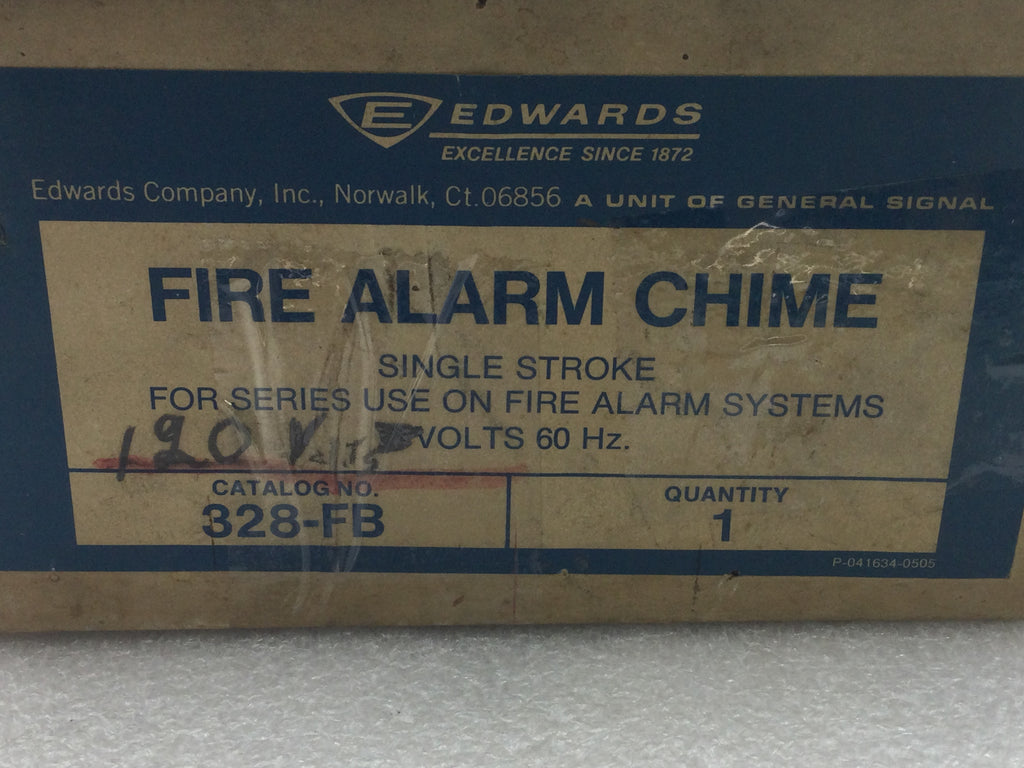 E EDWARDS
EXCELLENCE SINCE 1872
Edwards Company, Inc., Norwalk, Ct.06856 A UNIT OF GENERAL SIGNAL
FIRE ALARM CHIME
SINGLE STROKE
FOR SERIES USE ON FIRE ALARM SYSTEMS
120 V VOLTS 60 Hz.
CATALOG NO.
328-FB
QUANTITY
1
P-041634-0505